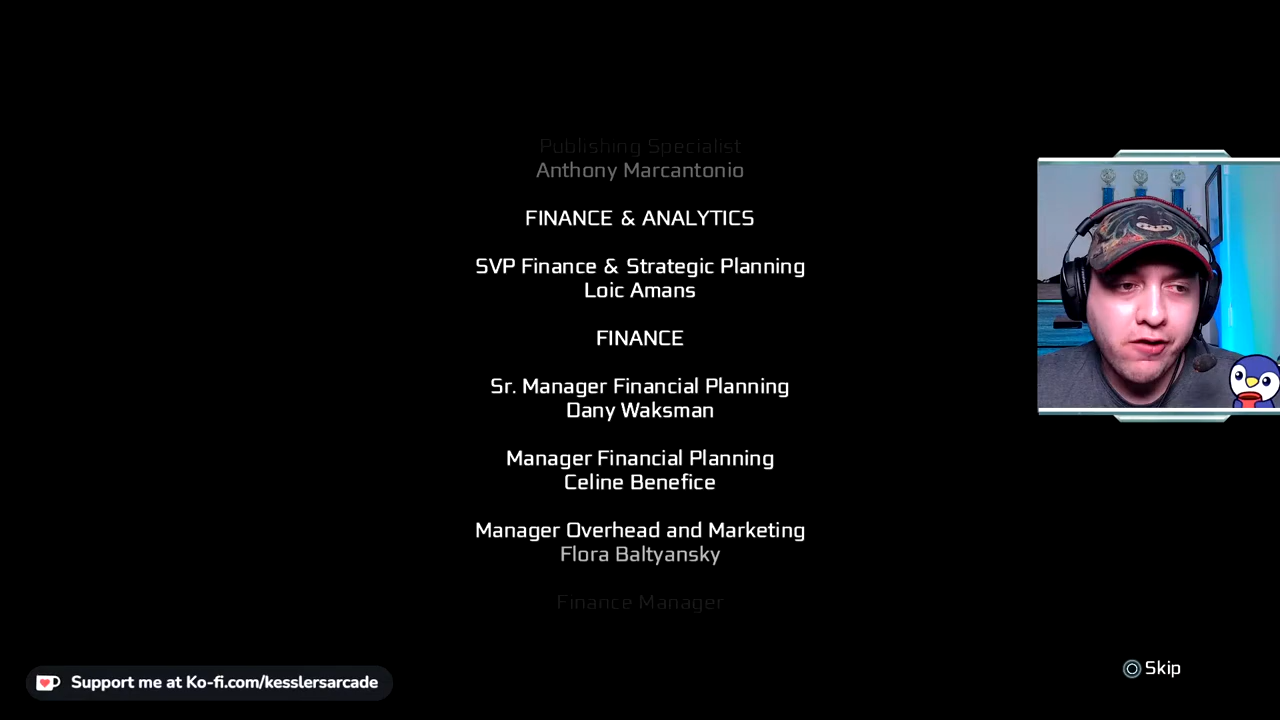 Publishing Specialist
Anthony Marcantonio
FINANCE & ANALYTICS
SVP Finance & Strategic Planning
Loic Amans
FINANCE
Sr. Manager Financial Planning
Dany Waksman
Manager Financial Planning
Celine Benefice
Manager Overhead and Marketing
Flora Baltyansky
Finance Manager
Skip
Support me at Ko-fi.com/kesslersarcade